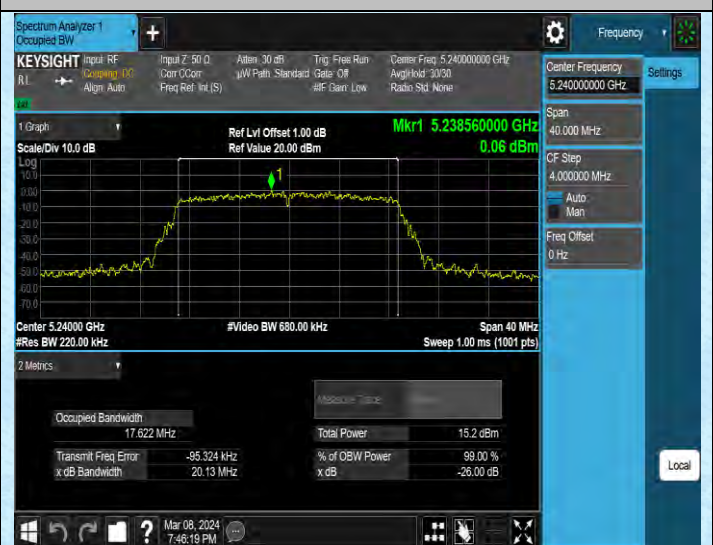 Spectrum Analyzer 1
Occupied BW
+
Frequency
KEYSIGHT Input: RF Input Z: 50 Ω Atten: 30 dB Trig: Free Run Center Freq: 5.240000000 GHz
RL Coupling: DC Corr CCorr µW Path: Standard Gate: Off Avg|Hold: 30/30
Align: Auto Freq Ref: Int (S) #IF Gain: Low Radio Std: None
1 Graph
Ref Lvl Offset 1.00 dB
Mkr1 5.238560000 GHz
Scale/Div 10.0 dB
Ref Value 20.00 dBm
0.06 dBm
Log
10.0
0.00
-10.0
-20.0
-30.0
-40.0
-50.0
-60.0
-70.0
1
Center 5.24000 GHz
#Video BW 680.00 kHz
Span 40 MHz
#Res BW 220.00 kHz
Sweep 1.00 ms (1001 pts)
2 Metrics
Measure Trace
Occupied Bandwidth
17.622 MHz
Total Power 15.2 dBm
Transmit Freq Error -95.324 kHz
% of OBW Power 99.00 %
x dB Bandwidth 20.13 MHz
x dB -26.00 dB
Center Frequency
5.240000000 GHz
Settings
Span
40.000 MHz
CF Step
4.000000 MHz
Auto
Man
Freq Offset
0 Hz
Local
?
Mar 08, 2024
7:46:19 PM